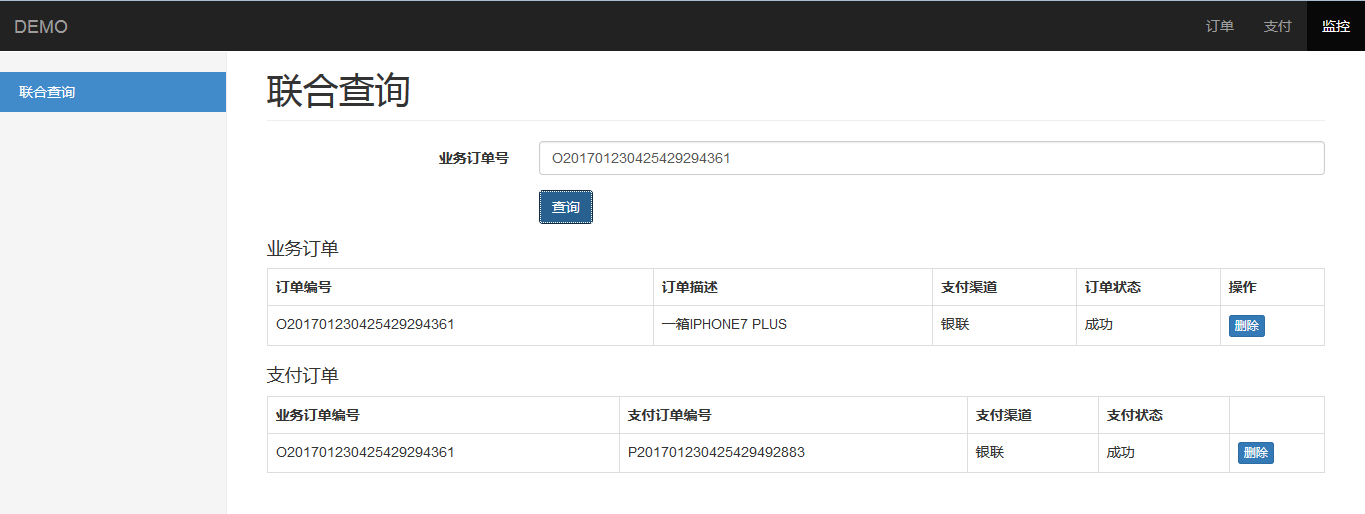 DEMO 订单 支付 监控
联合查询
联合查询
业务订单号 O201701230425429294361
查询
业务订单
订单编号 订单描述 支付渠道 订单状态 操作
O201701230425429294361 一箱IPHONE7 PLUS 银联 成功 删除
支付订单
业务订单编号 支付订单编号 支付渠道 支付状态
O201701230425429294361 P201701230425429492883 银联 成功 删除